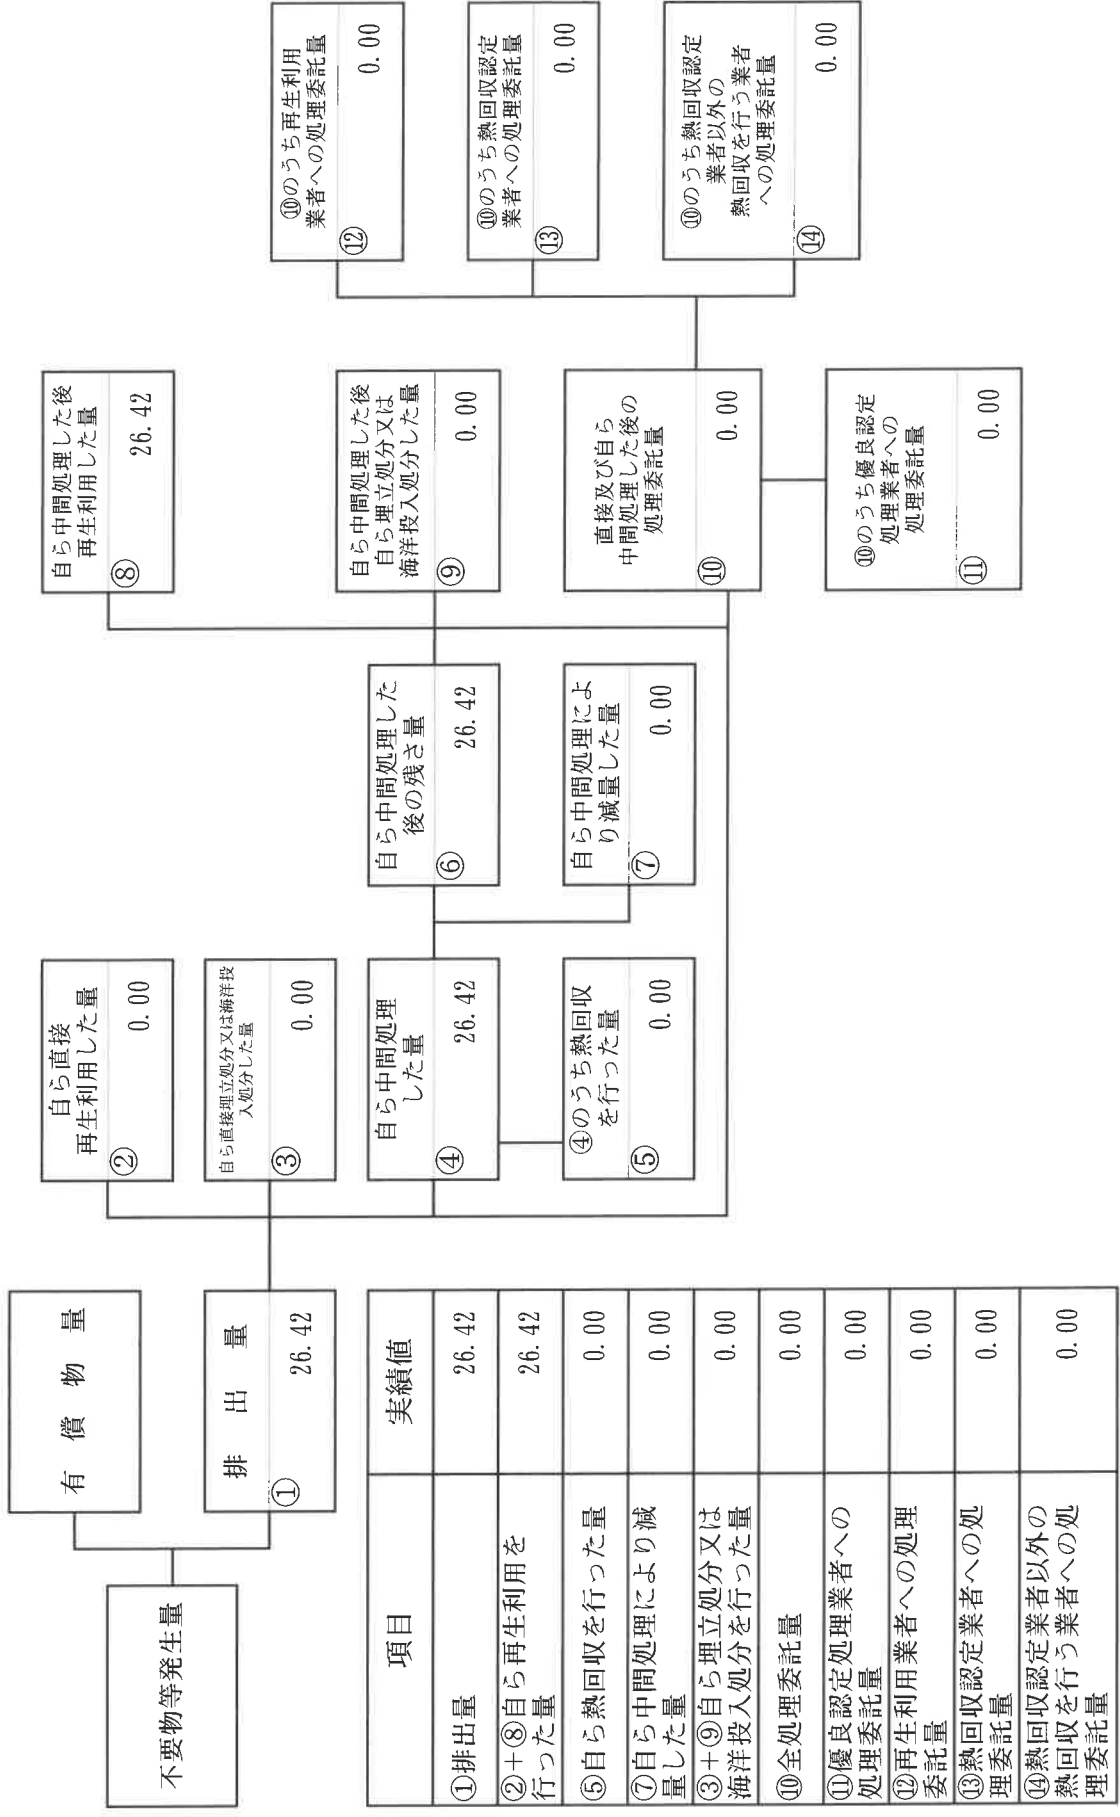 不要物等発生量
有償物量
排出量
①
26.42
自ら直接
再生利用した量
②
0.00
自ら直接埋立処分又は海洋投
入処分した量
③
0.00
自ら中間処理
した量
④
26.42
④のうち熱回収
を行った量
⑤
0.00
自ら中間処理した
後の残さ量
⑥
26.42
自ら中間処理によ
り減量した量
⑦
0.00
自ら中間処理した後
再生利用した量
⑧
26.42
自ら中間処理した後
自ら埋立処分又は
海洋投入処分した量
⑨
0.00
直接及び自ら
中間処理した後の
処理委託量
⑩
0.00
⑩のうち優良認定
処理業者への
処理委託量
⑪
0.00
⑩のうち再生利用
業者への処理委託量
⑫
0.00
⑩のうち熱回収認定
業者への処理委託量
⑬
0.00
⑩のうち熱回収認定
業者以外の
熱回収を行う業者
への処理委託量
⑭
0.00
項目 実績値
①排出量 26.42
②+⑧自ら再生利用を
行った量 26.42
⑤自ら熱回収を行った量 0.00
⑦自ら中間処理により減
量した量 0.00
③+⑨自ら埋立処分又は
海洋投入処分を行った量 0.00
⑩全処理委託量 0.00
⑪優良認定処理業者への
処理委託量 0.00
⑫再生利用業者への処理
委託量 0.00
⑬熱回収認定業者への処
理委託量 0.00
⑭熱回収認定業者以外の
熱回収を行う業者への処
理委託量 0.00